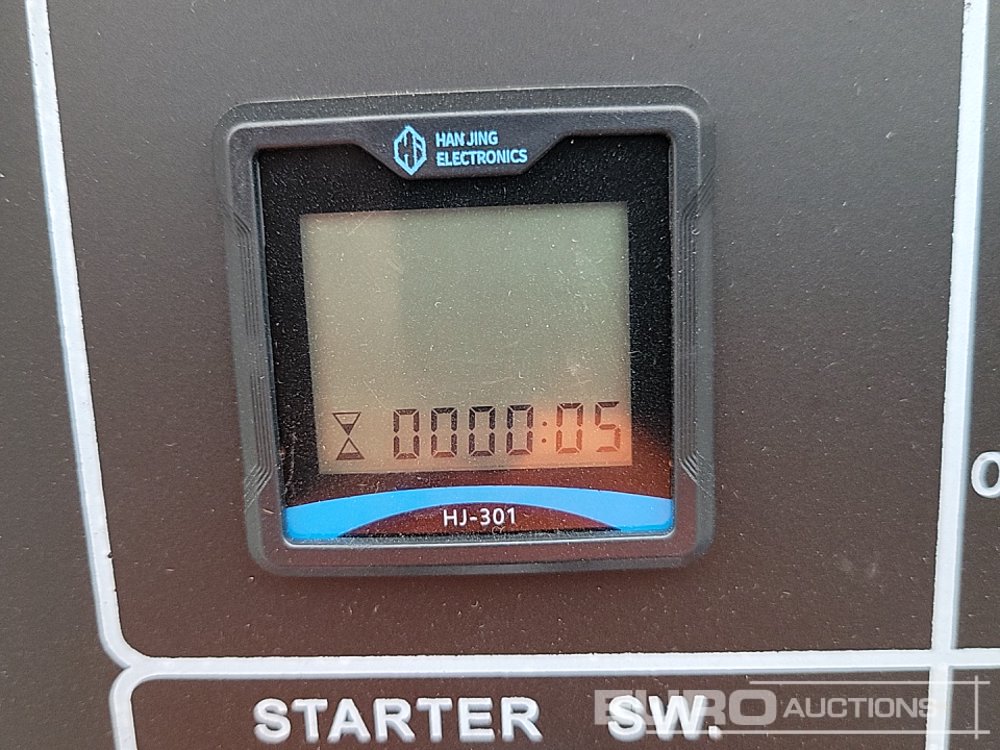 HAN JING
ELECTRONICS
0000:05
HJ-301
STARTER SW.
EURO AUCTIONS